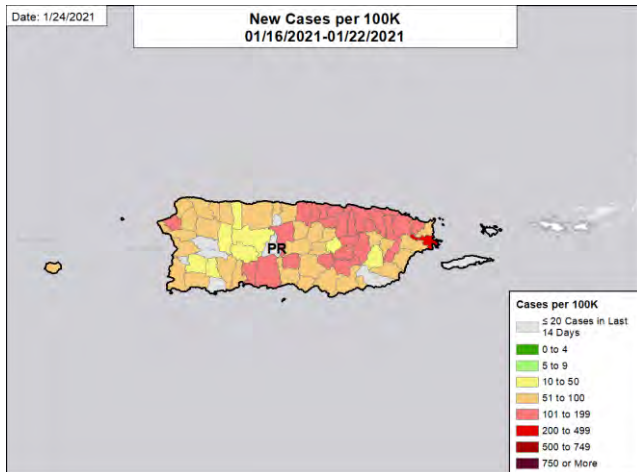 Date: 1/24/2021
New Cases per 100K
01/16/2021-01/22/2021
PR
Cases per 100K
≤ 20 Cases in Last
14 Days
0 to 4
5 to 9
10 to 50
51 to 100
101 to 199
200 to 499
500 to 749
750 or More